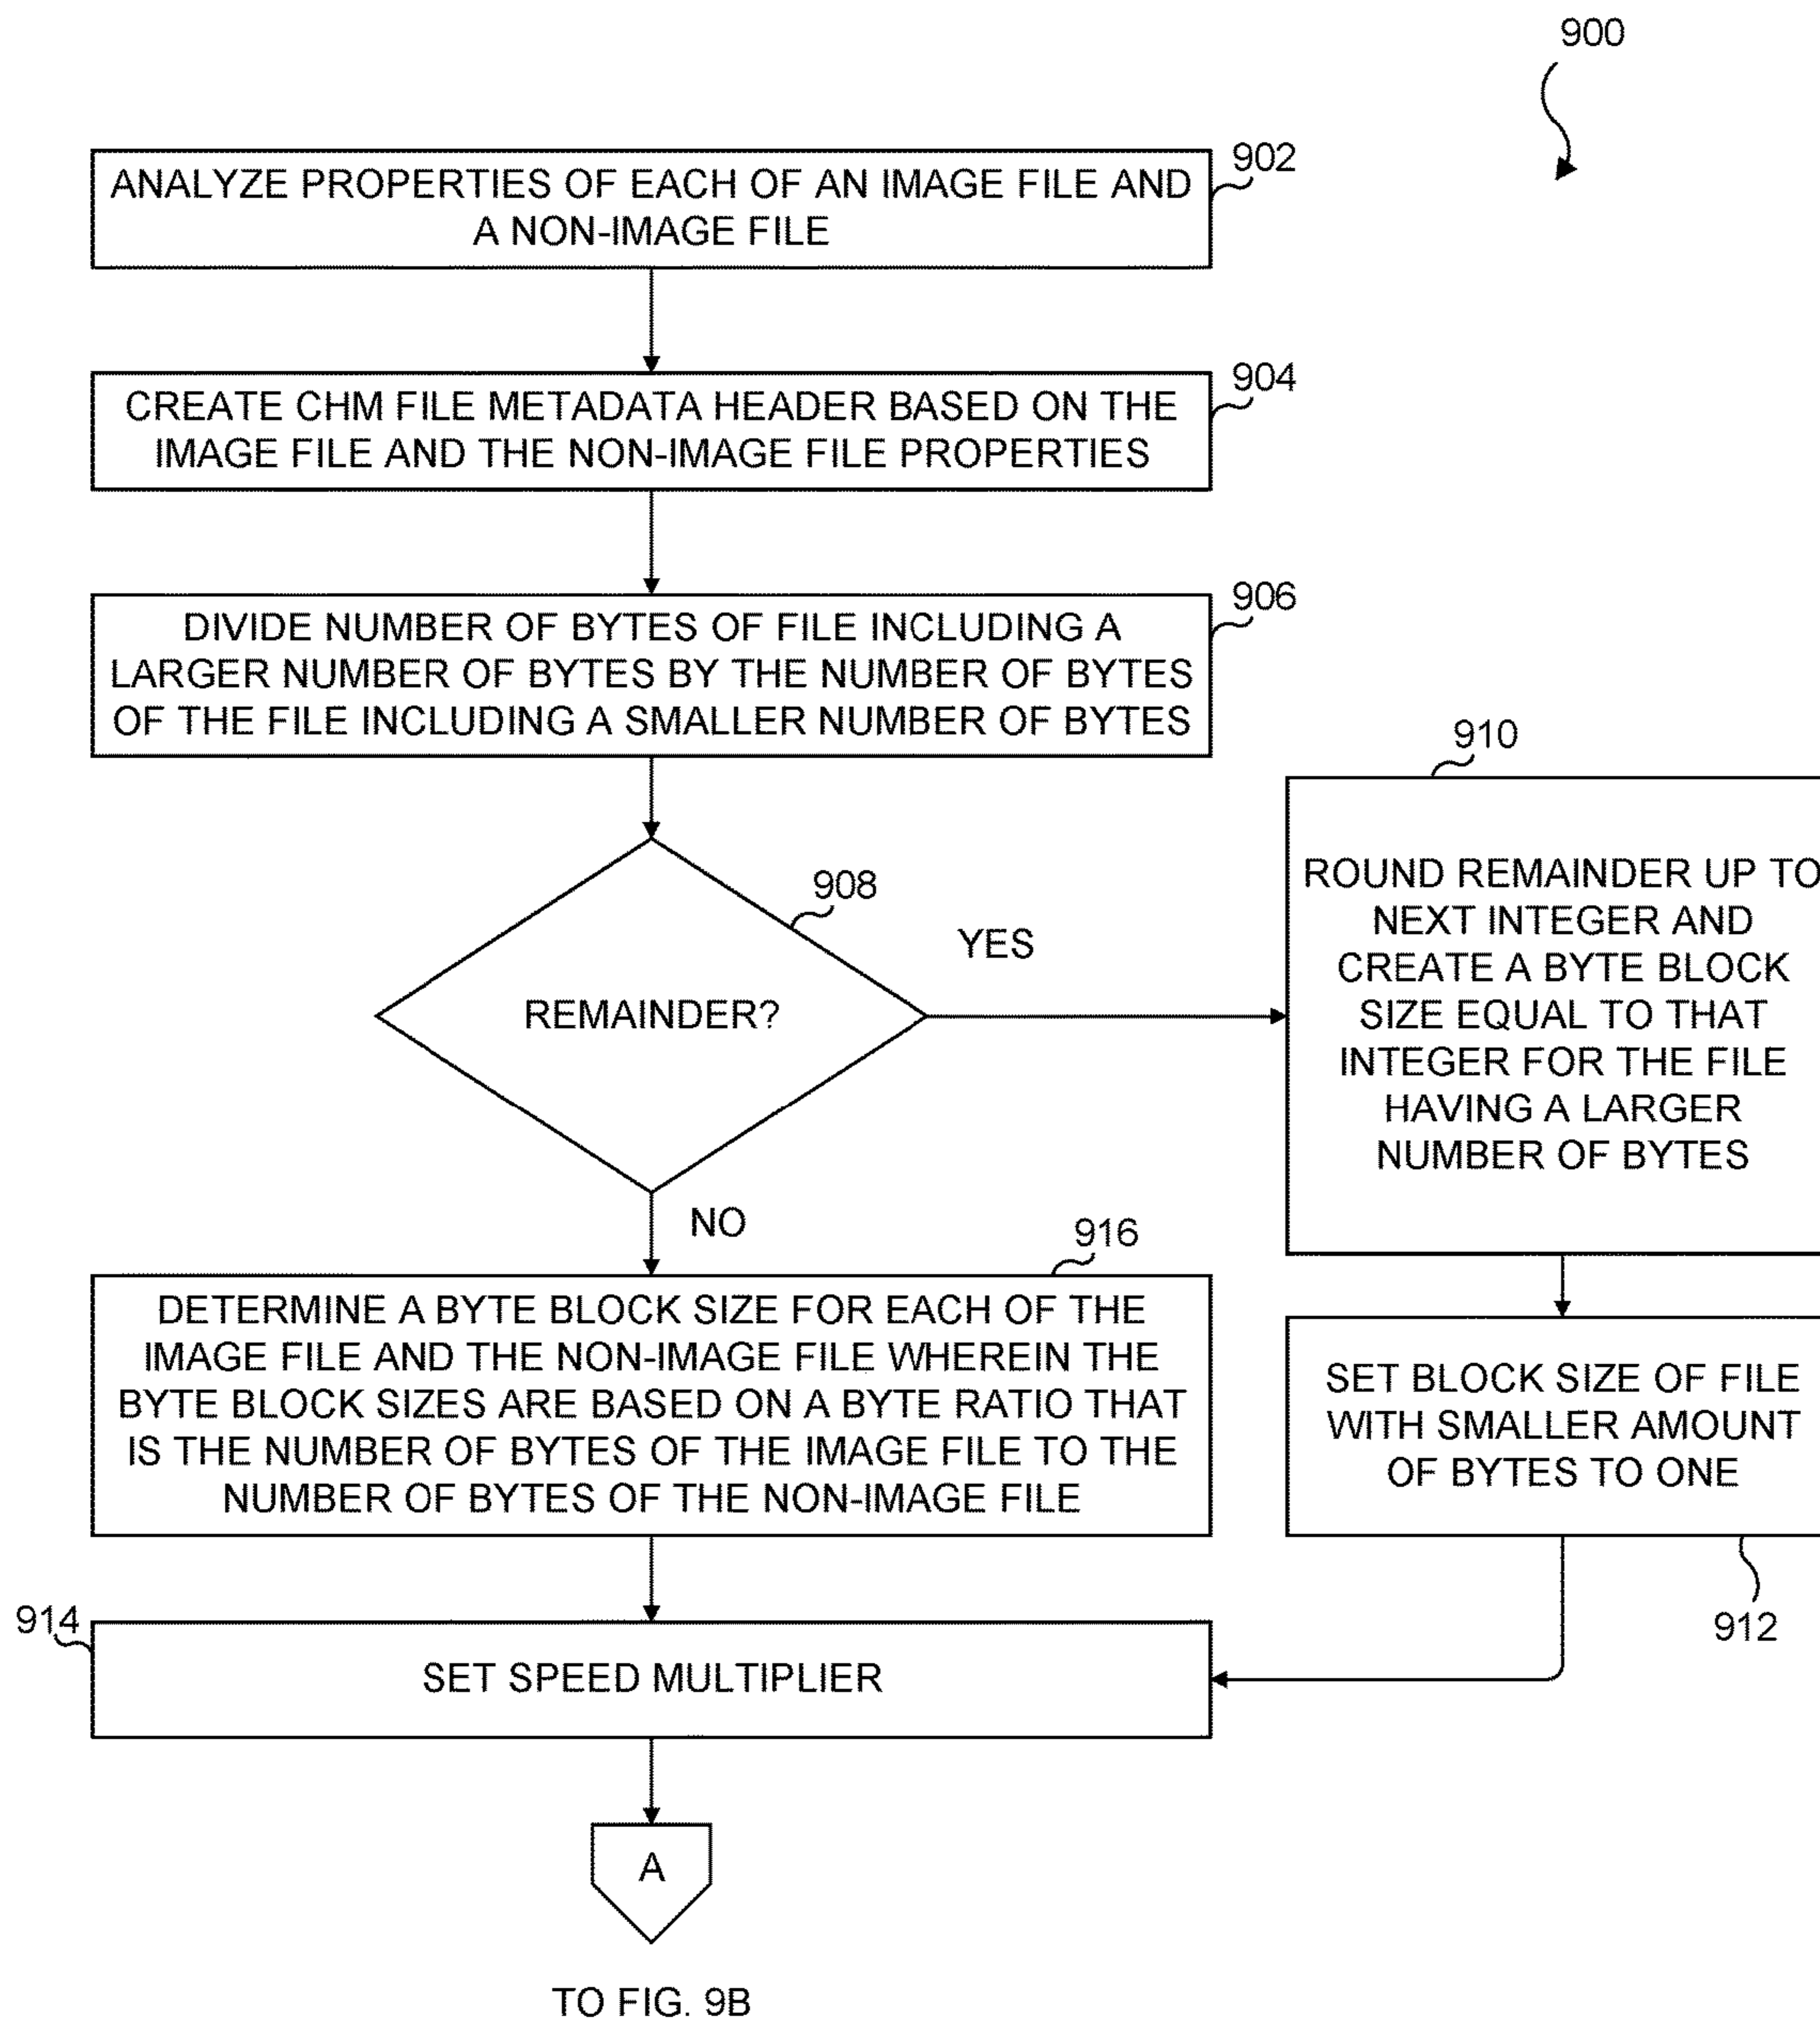 900
902
ANALYZE PROPERTIES OF EACH OF AN IMAGE FILE AND
A NON-IMAGE FILE
904
CREATE CHM FILE METADATA HEADER BASED ON THE
IMAGE FILE AND THE NON-IMAGE FILE PROPERTIES
906
DIVIDE NUMBER OF BYTES OF FILE INCLUDING A
LARGER NUMBER OF BYTES BY THE NUMBER OF BYTES
OF THE FILE INCLUDING A SMALLER NUMBER OF BYTES
908
REMAINDER?
YES
910
ROUND REMAINDER UP TO
NEXT INTEGER AND
CREATE A BYTE BLOCK
SIZE EQUAL TO THAT
INTEGER FOR THE FILE
HAVING A LARGER
NUMBER OF BYTES
NO
916
DETERMINE A BYTE BLOCK SIZE FOR EACH OF THE
IMAGE FILE AND THE NON-IMAGE FILE WHEREIN THE
BYTE BLOCK SIZES ARE BASED ON A BYTE RATIO THAT
IS THE NUMBER OF BYTES OF THE IMAGE FILE TO THE
NUMBER OF BYTES OF THE NON-IMAGE FILE
SET BLOCK SIZE OF FILE
WITH SMALLER AMOUNT
OF BYTES TO ONE
912
914
SET SPEED MULTIPLIER
A
TO FIG. 9B